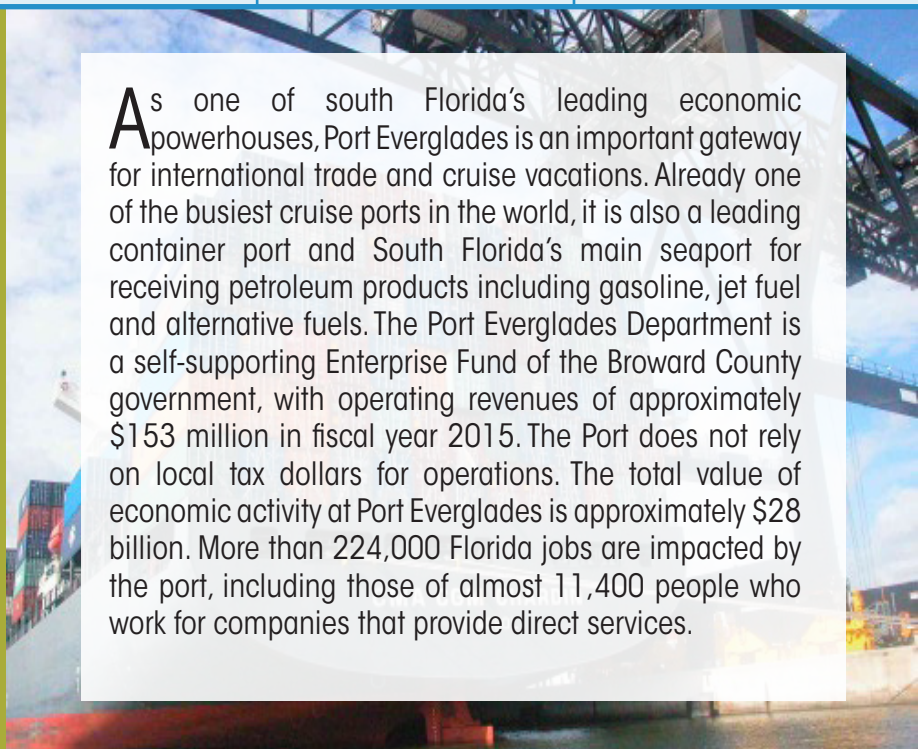 As one of south Florida’s leading economic
powerhouses, Port Everglades is an important gateway
for international trade and cruise vacations. Already one
of the busiest cruise ports in the world, it is also a leading
container port and South Florida’s main seaport for
receiving petroleum products including gasoline, jet fuel
and alternative fuels. The Port Everglades Department is
a self-supporting Enterprise Fund of the Broward County
government, with operating revenues of approximately
$153 million in fiscal year 2015. The Port does not rely
on local tax dollars for operations. The total value of
economic activity at Port Everglades is approximately $28
billion. More than 224,000 Florida jobs are impacted by
the port, including those of almost 11,400 people who
work for companies that provide direct services.